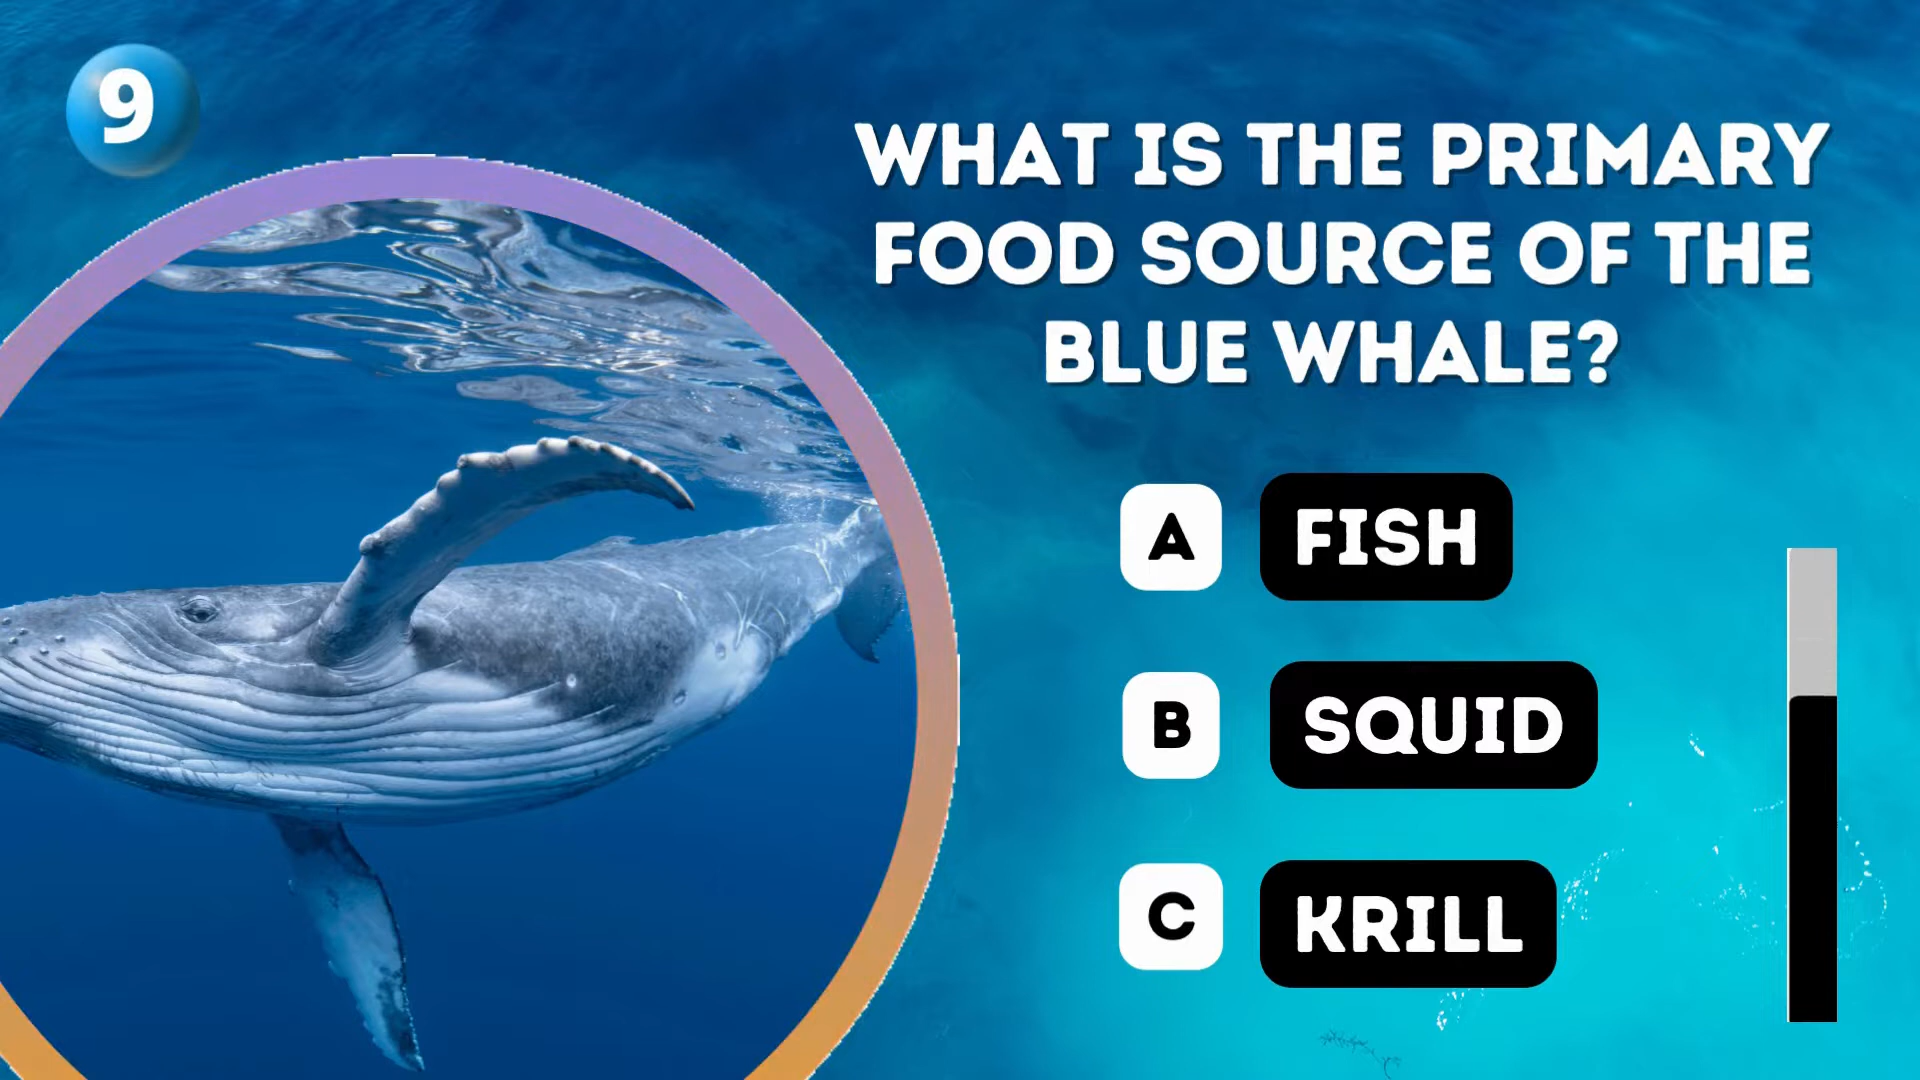 9
WHAT IS THE PRIMARY
FOOD SOURCE OF THE
BLUE WHALE?
A FISH
B SQUID
C KRILL